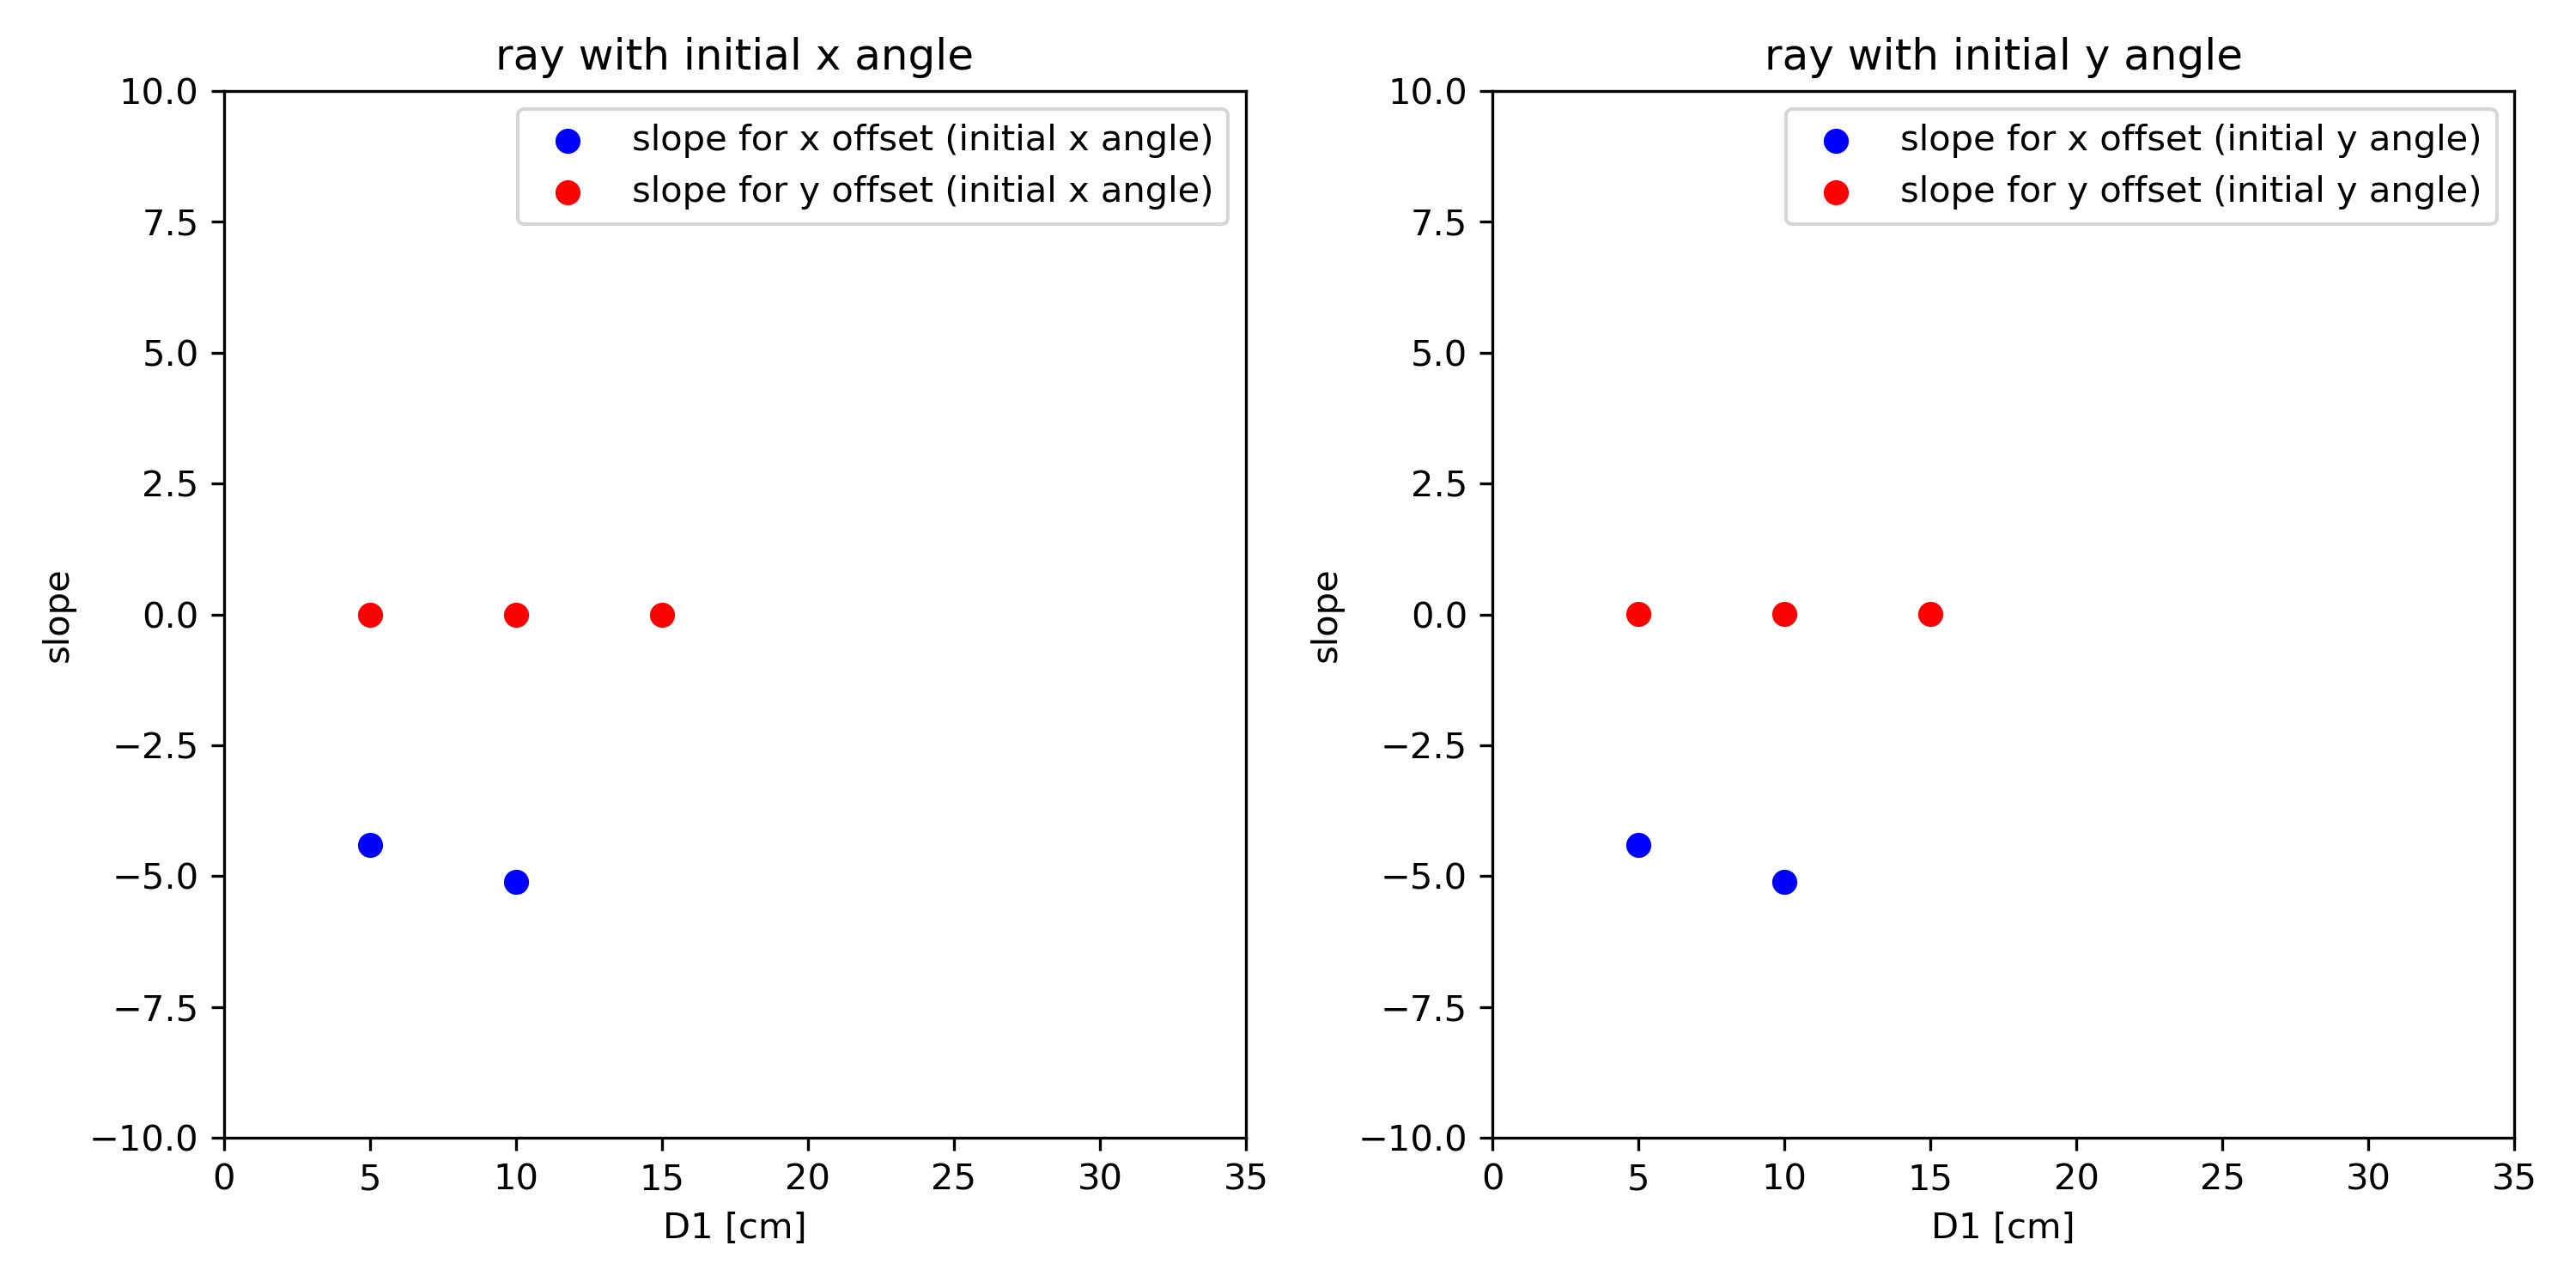 ray with initial x angle
10.0
7.5
5.0
2.5
0.0
−2.5
−5.0
−7.5
−10.0
slope
slope for x offset (initial x angle)
slope for y offset (initial x angle)
0 5 10 15 20 25 30 35
D1 [cm]
ray with initial y angle
10.0
7.5
5.0
2.5
0.0
−2.5
−5.0
−7.5
−10.0
slope
slope for x offset (initial y angle)
slope for y offset (initial y angle)
0 5 10 15 20 25 30 35
D1 [cm]